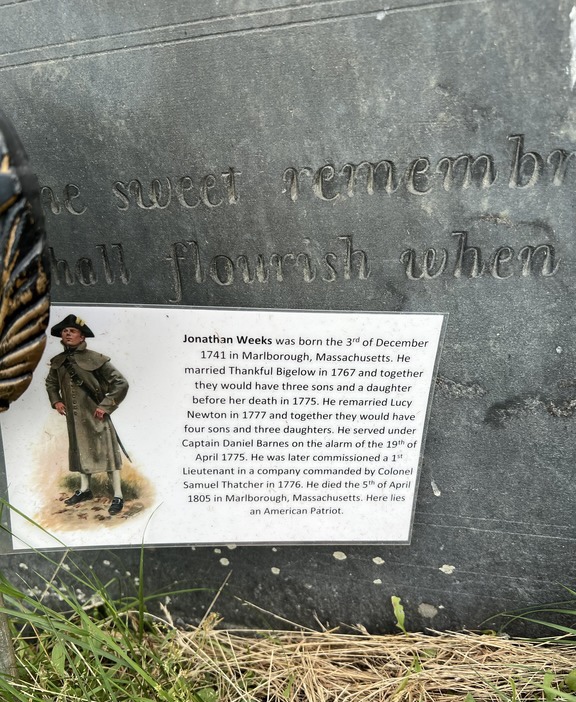 sweet
flourish when
Jonathan Weeks was born the 3rd of December
1741 in Marlborough, Massachusetts. He
married Thankful Bigelow in 1767 and together
they would have three sons and a daughter
before her death in 1775. He remarried Lucy
Newton in 1777 and together they would have
four sons and three daughters. He served under
Captain Daniel Barnes on the alarm of the 19th of
April 1775. He was later commissioned a 1st
Lieutenant in a company commanded by Colonel
Samuel Thatcher in 1776. He died the 5th of April
1805 in Marlborough, Massachusetts. Here lies
an American Patriot.